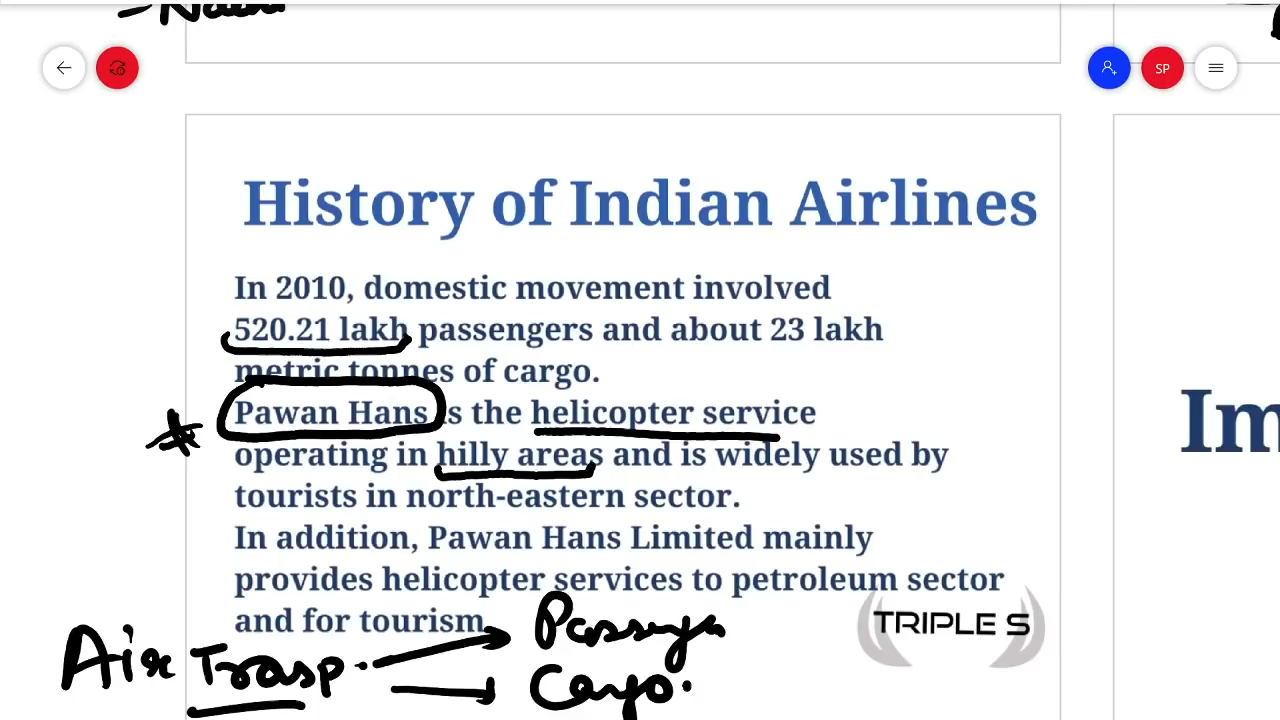 SP
History of Indian Airlines
In 2010, domestic movement involved
520.21 lakh passengers and about 23 lakh
metric tonnes of cargo.
Pawan Hans is the helicopter service
operating in hilly areas and is widely used by
tourists in north-eastern sector.
In addition, Pawan Hans Limited mainly
provides helicopter services to petroleum sector
and for tourism.
TRIPLE S
Im
Air Trasp.
Cargo.